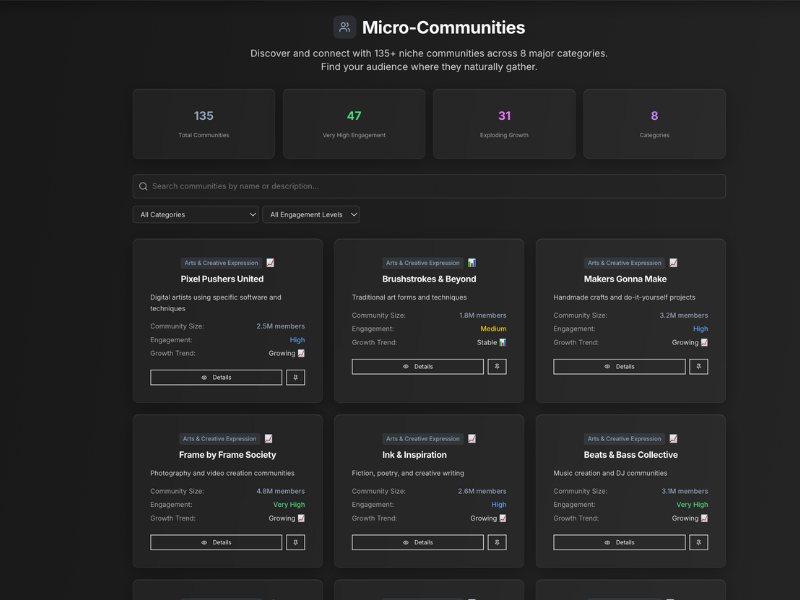 Micro-Communities
Discover and connect with 135+ niche communities across 8 major categories.
Find your audience where they naturally gather.
135
Total Communities
47
Very High Engagement
31
Exploding Growth
8
Categories
Search communities by name or description...
All Categories
All Engagement Levels
Arts & Creative Expression
Pixel Pushers United
Digital artists using specific software and
techniques
Community Size: 2.5M members
Engagement: High
Growth Trend: Growing
Details
Arts & Creative Expression
Brushstrokes & Beyond
Traditional art forms and techniques
Community Size: 1.8M members
Engagement: Medium
Growth Trend: Stable
Details
Arts & Creative Expression
Makers Gonna Make
Handmade crafts and do-it-yourself projects
Community Size: 3.2M members
Engagement: High
Growth Trend: Growing
Details
Arts & Creative Expression
Frame by Frame Society
Photography and video creation communities
Community Size: 4.8M members
Engagement: Very High
Growth Trend: Growing
Details
Arts & Creative Expression
Ink & Inspiration
Fiction, poetry, and creative writing
Community Size: 2.6M members
Engagement: High
Growth Trend: Growing
Details
Arts & Creative Expression
Beats & Bass Collective
Music creation and DJ communities
Community Size: 3.1M members
Engagement: Very High
Growth Trend: Growing
Details